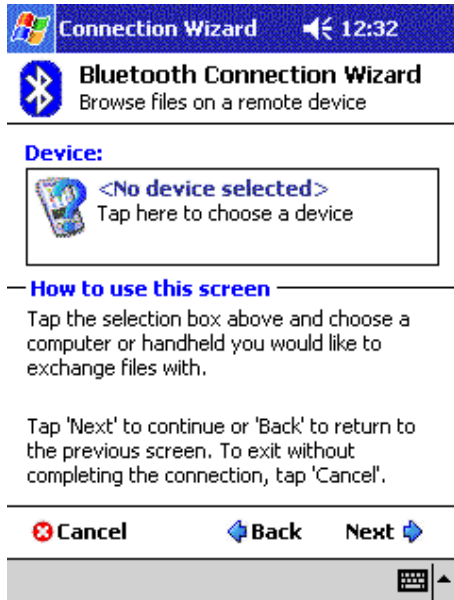 Connection Wizard 12:32
Bluetooth Connection Wizard
Browse files on a remote device
Device:
<No device selected>
Tap here to choose a device
How to use this screen
Tap the selection box above and choose a
computer or handheld you would like to
exchange files with.
Tap 'Next' to continue or 'Back' to return to
the previous screen. To exit without
completing the connection, tap 'Cancel'.
Cancel Back Next